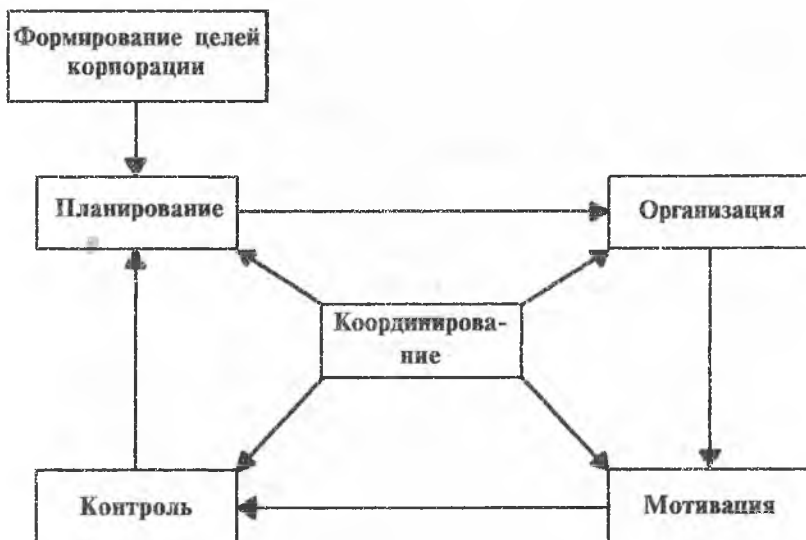 Формирование целей
корпорации
Планирование
Организация
Координирова-
ние
Контроль
Мотивация